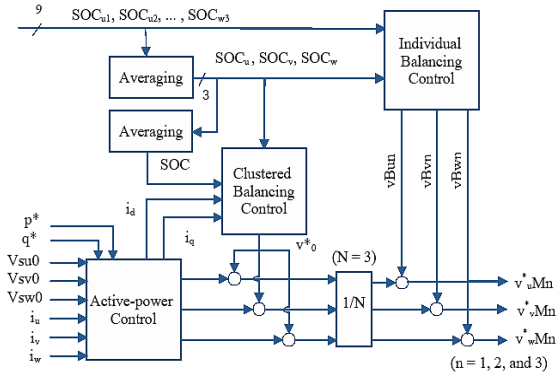 9
SOCu1, SOCu2, ... , SOCw3
Individual
Balancing
Control
SOCu, SOCv, SOCw
Averaging
3
Averaging
SOC
Clustered
Balancing
Control
vBun
vBvn
vBwn
id
iq
p*
q*
Vsu0
Vsv0
Vsw0
iu
iv
iw
Active-power
Control
v*0
(N = 3)
1/N
v*uMn
v*vMn
v*wMn
(n = 1, 2, and 3)